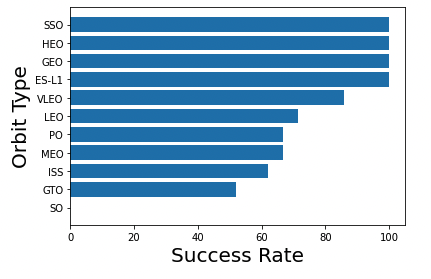 SSO
HEO
GEO
ES-L1
VLEO
LEO
PO
MEO
ISS
GTO
SO
Orbit Type
0 20 40 60 80 100
Success Rate